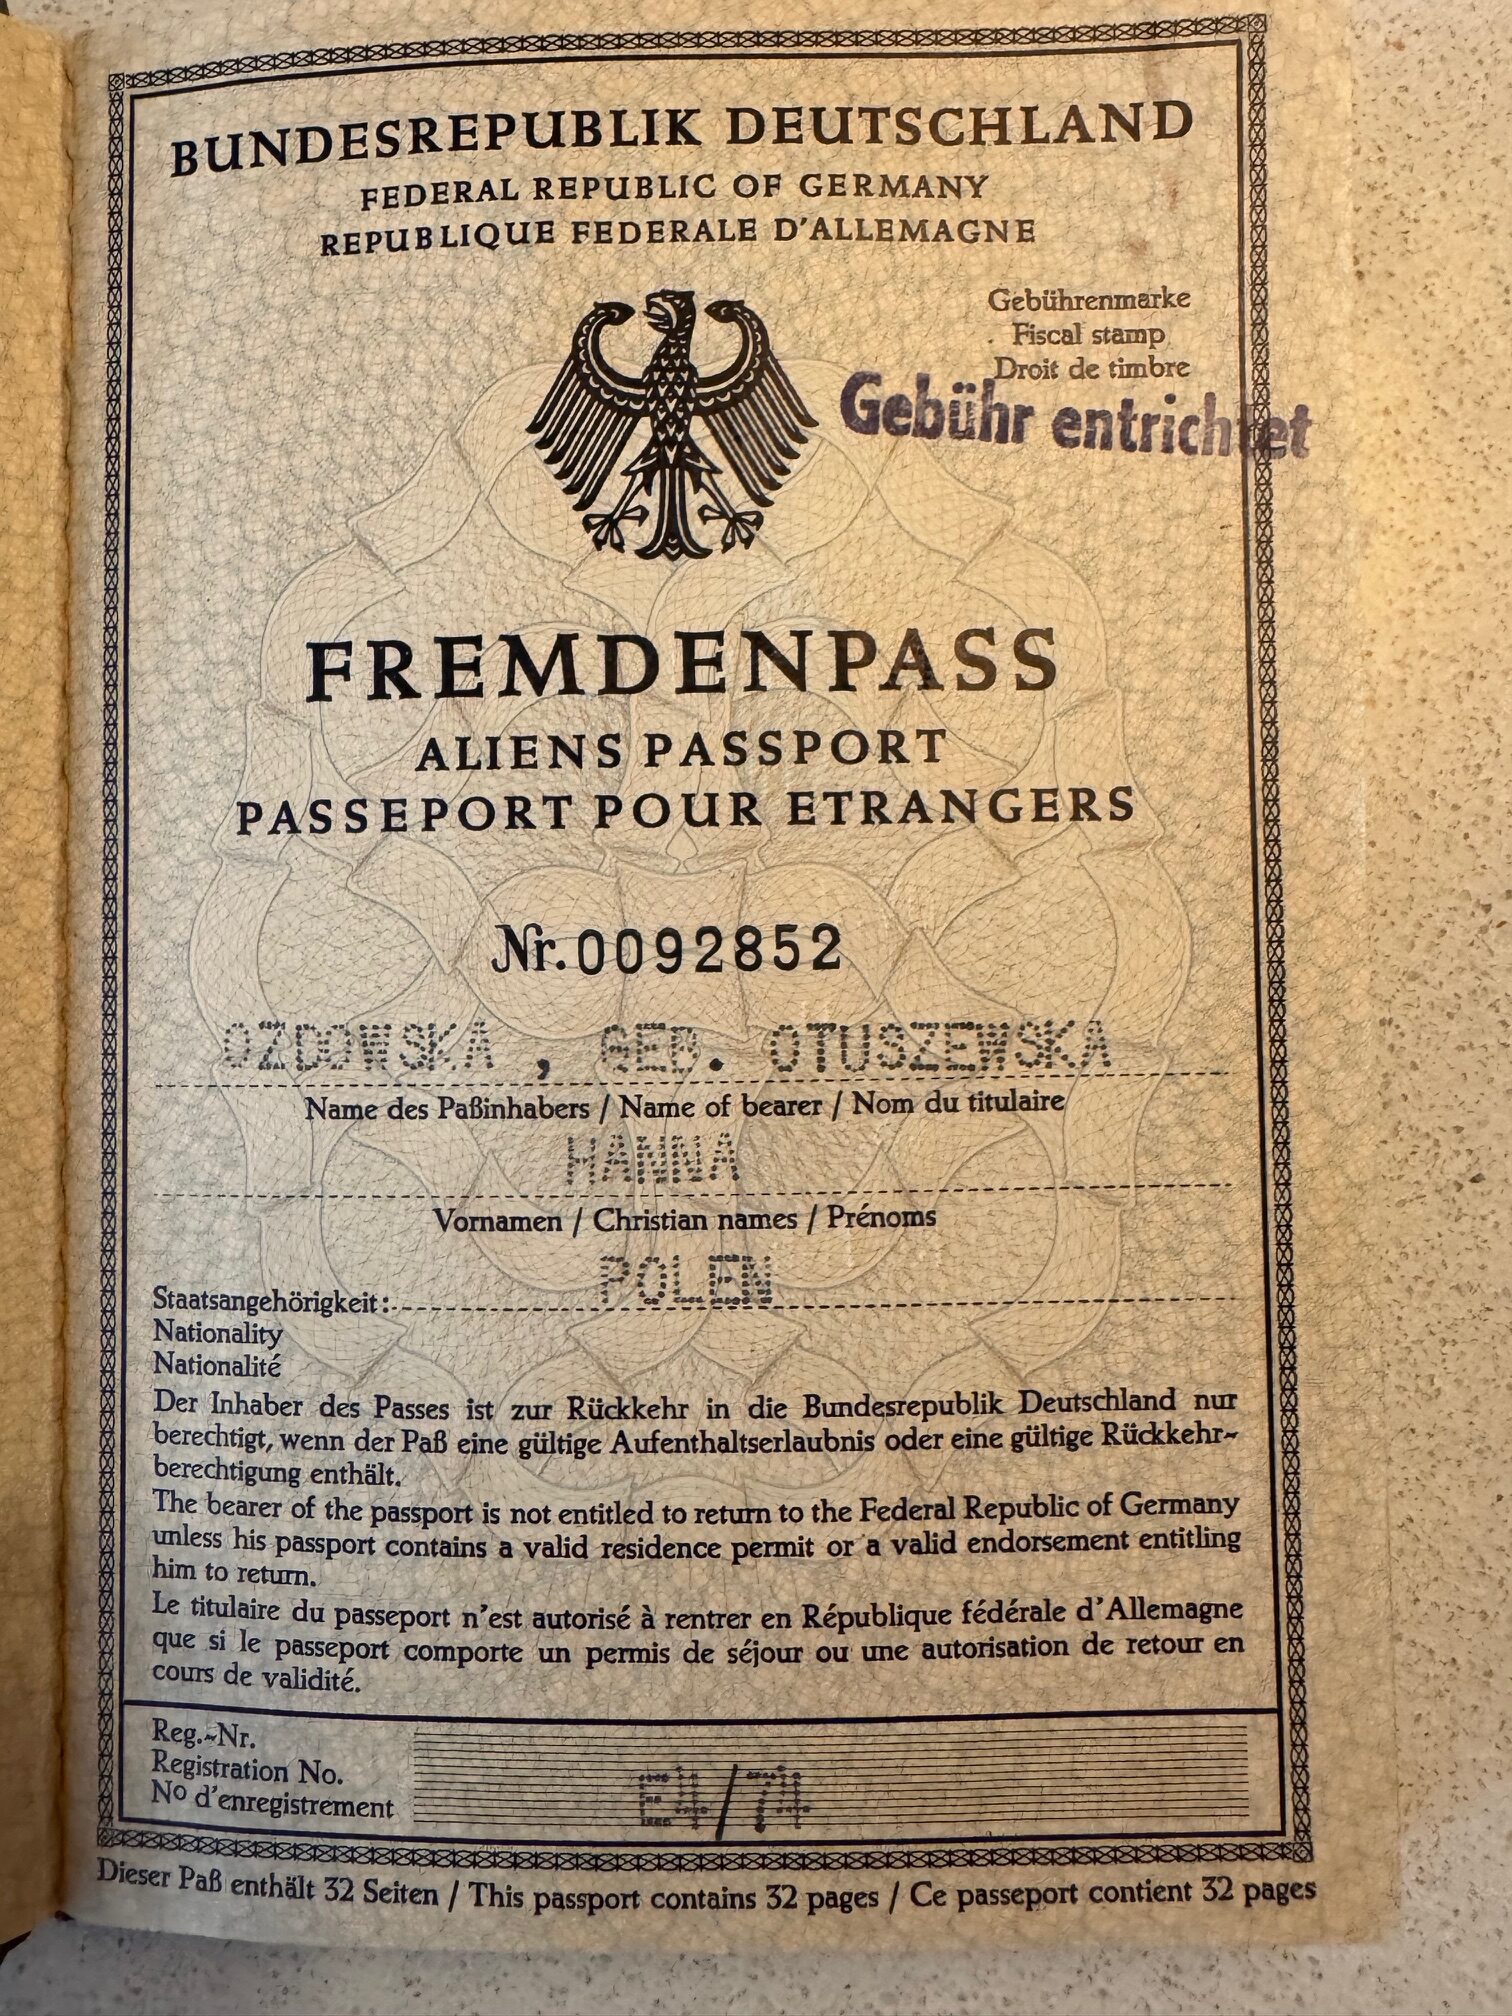 BUNDESREPUBLIK DEUTSCHLAND
FEDERAL REPUBLIC OF GERMANY
REPUBLIQUE FEDERALE D'ALLEMAGNE
Gebührenmarke
Fiscal stamp
Droit de timbre
Gebühr entrichtet
FREMDENPASS
ALIENS PASSPORT
PASSEPORT POUR ETRANGERS
Nr. 0092852
OZDOWSKA , GEB. OTUSZEWSKA
Name des Paßinhabers / Name of bearer / Nom du titulaire
HANNA
Vornamen / Christian names / Prénoms
POLEN
Staatsangehörigkeit:
Nationality
Nationalité
Der Inhaber des Passes ist zur Rückkehr in die Bundesrepublik Deutschland nur
berechtigt, wenn der Paß eine gültige Aufenthaltserlaubnis oder eine gültige Rückkehr-
berechtigung enthält.
The bearer of the passport is not entitled to return to the Federal Republic of Germany
unless his passport contains a valid residence permit or a valid endorsement entitling
him to return.
Le titulaire du passeport n'est autorisé à rentrer en République fédérale d'Allemagne
que si le passeport comporte un permis de séjour ou une autorisation de retour en
cours de validité.
Reg.-Nr.
Registration No.
No d'enregistrement
64/74
Dieser Paß enthält 32 Seiten / This passport contains 32 pages / Ce passeport contient 32 pages